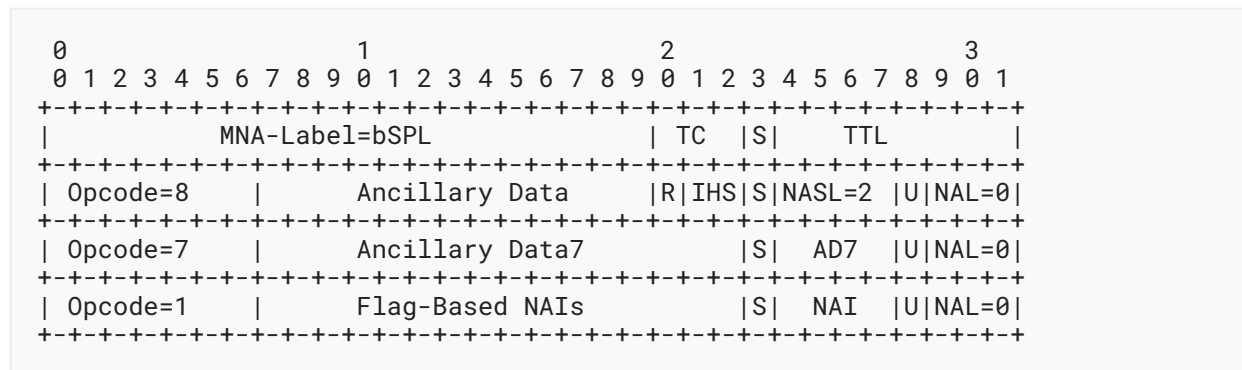 0                   1                   2                   3
 0 1 2 3 4 5 6 7 8 9 0 1 2 3 4 5 6 7 8 9 0 1 2 3 4 5 6 7 8 9 0 1
+-+-+-+-+-+-+-+-+-+-+-+-+-+-+-+-+-+-+-+-+-+-+-+-+-+-+-+-+-+-+-+-+
|           MNA-Label=bSPL              | TC  |S|    TTL        |
+-+-+-+-+-+-+-+-+-+-+-+-+-+-+-+-+-+-+-+-+-+-+-+-+-+-+-+-+-+-+-+-+
| Opcode=8    |      Ancillary Data     |R|IHS|S|NASL=2 |U|NAL=0|
+-+-+-+-+-+-+-+-+-+-+-+-+-+-+-+-+-+-+-+-+-+-+-+-+-+-+-+-+-+-+-+-+
| Opcode=7    |      Ancillary Data7          |S|  AD7  |U|NAL=0|
+-+-+-+-+-+-+-+-+-+-+-+-+-+-+-+-+-+-+-+-+-+-+-+-+-+-+-+-+-+-+-+-+
| Opcode=1    |      Flag-Based NAIs          |S|  NAI  |U|NAL=0|
+-+-+-+-+-+-+-+-+-+-+-+-+-+-+-+-+-+-+-+-+-+-+-+-+-+-+-+-+-+-+-+-+